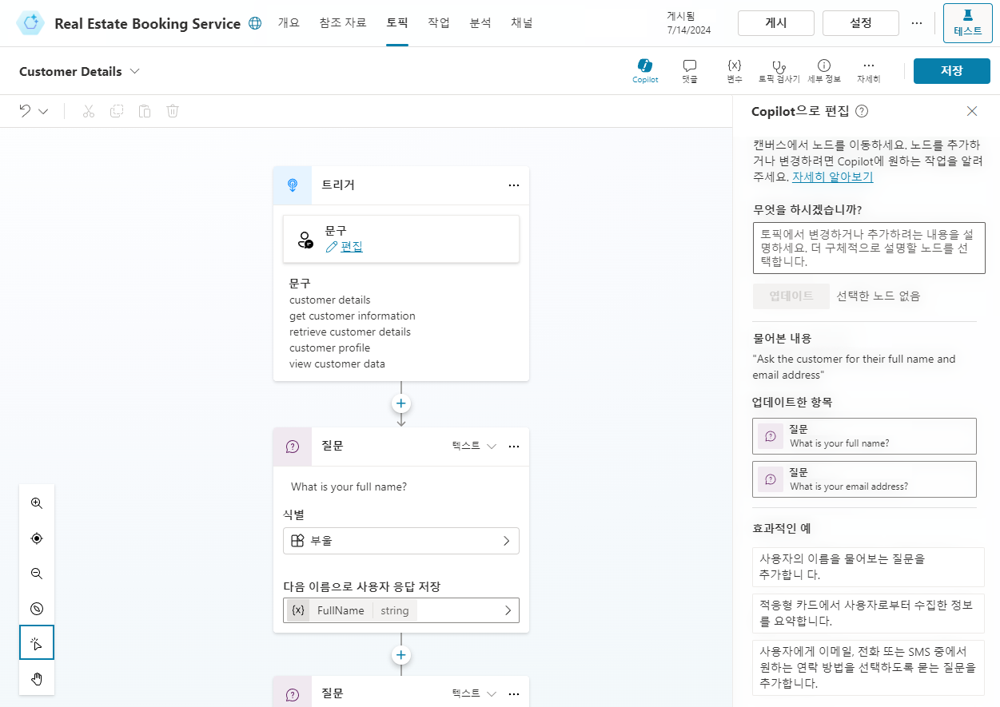 Real Estate Booking Service 개요 참조 자료 토픽 작업 분석 채널 게시됨 7/14/2024 게시 설정 ... 테스트
Customer Details Copilot 댓글 변수 토픽 검사기 세부 정보 자세히 저장
Copilot으로 편집
캔버스에서 노드를 이동하세요. 노드를 추가하
거나 변경하려면 Copilot에 원하는 작업을 알려
주세요. 자세히 알아보기
무엇을 하시겠습니까?
토픽에서 변경하거나 추가하려는 내용을 설
명하세요. 더 구체적으로 설명할 노드를 선
택합니다.
업데이트 선택한 노드 없음
물어본 내용
"Ask the customer for their full name and
email address"
업데이트한 항목
질문
What is your full name?
질문
What is your email address?
효과적인 예
사용자의 이름을 물어보는 질문을
추가합니 다.
적응형 카드에서 사용자로부터 수집한 정보
를 요약합니다.
사용자에게 이메일, 전화 또는 SMS 중에서
원하는 연락 방법을 선택하도록 묻는 질문을
추가합니다.
트리거 ...
문구
편집
문구
customer details
get customer information
retrieve customer details
customer profile
view customer data
질문 텍스트 ...
What is your full name?
식별
부울
다음 이름으로 사용자 응답 저장
{x} FullName string
질문 텍스트 ...